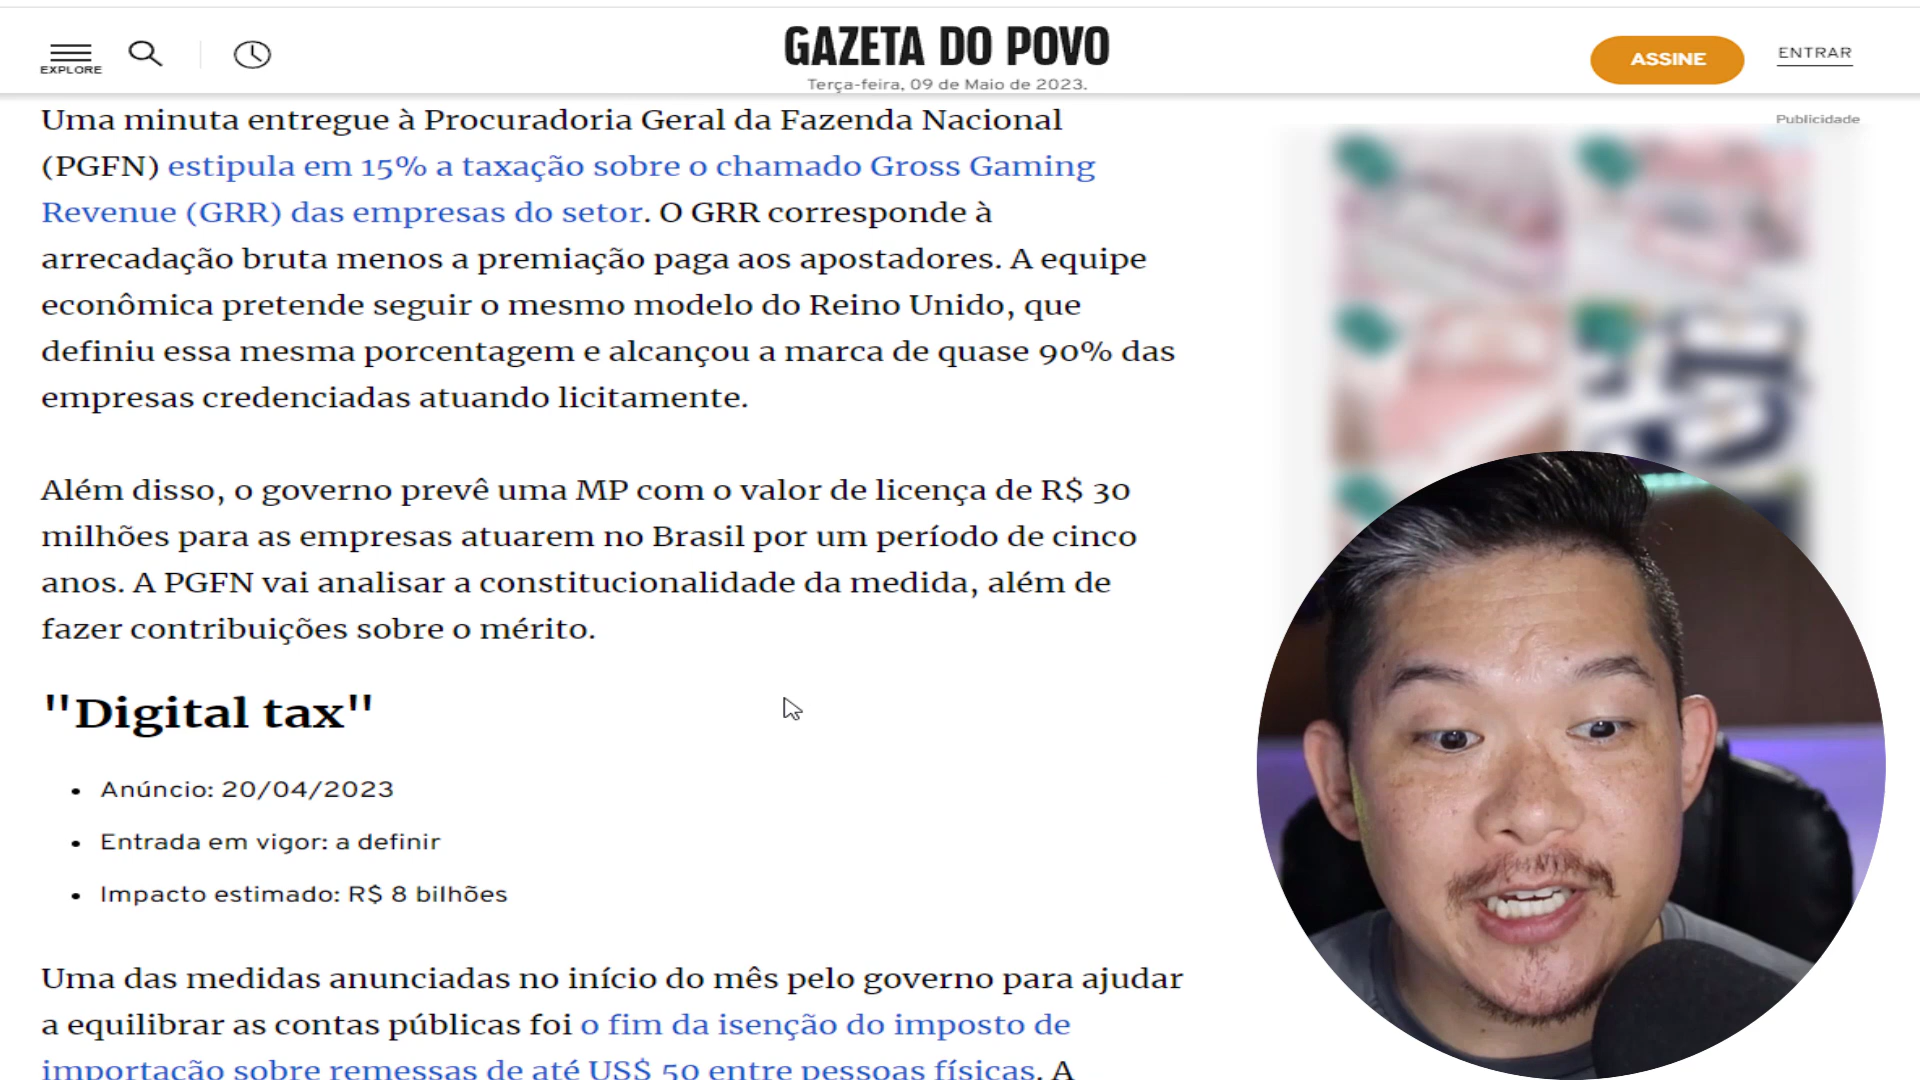 EXPLORE
GAZETA DO POVO
Terça-feira, 09 de Maio de 2023.
ASSINE
ENTRAR
Publicidade
Uma minuta entregue à Procuradoria Geral da Fazenda Nacional
(PGFN) estipula em 15% a taxação sobre o chamado Gross Gaming
Revenue (GRR) das empresas do setor. O GRR corresponde à
arrecadação bruta menos a premiação paga aos apostadores. A equipe
econômica pretende seguir o mesmo modelo do Reino Unido, que
definiu essa mesma porcentagem e alcançou a marca de quase 90% das
empresas credenciadas atuando licitamente.
Além disso, o governo prevê uma MP com o valor de licença de R$ 30
milhões para as empresas atuarem no Brasil por um período de cinco
anos. A PGFN vai analisar a constitucionalidade da medida, além de
fazer contribuições sobre o mérito.
"Digital tax"
• Anúncio: 20/04/2023
• Entrada em vigor: a definir
• Impacto estimado: R$ 8 bilhões
Uma das medidas anunciadas no início do mês pelo governo para ajudar
a equilibrar as contas públicas foi o fim da isenção do imposto de
importação sobre remessas de até US$ 50 entre pessoas físicas. A